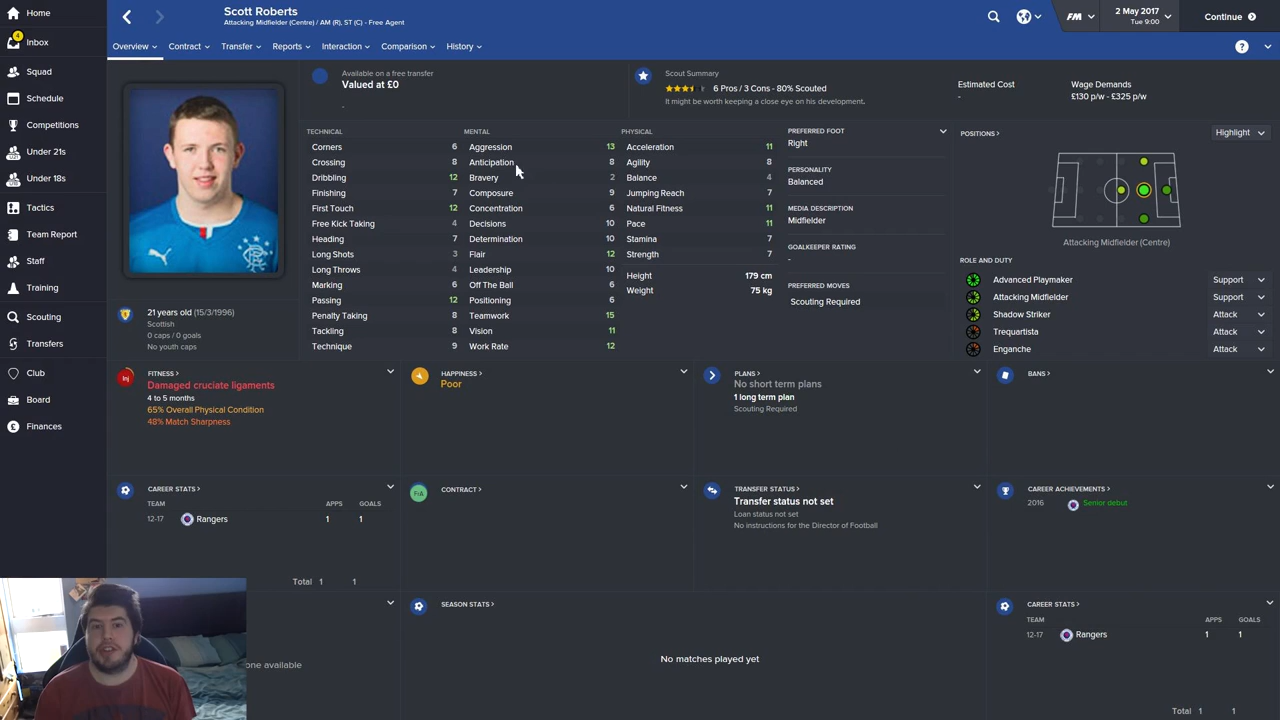 Home
4
Inbox
Squad
Schedule
Competitions
Under 21s
Under 18s
Tactics
Team Report
Staff
Training
Scouting
Transfers
Club
Board
Finances
Scott Roberts
Attacking Midfielder (Centre) / AM (R), ST (C) - Free Agent
FM
2 May 2017
Tue 9:00
Continue
Overview
Contract
Transfer
Reports
Interaction
Comparison
History
?
Available on a free transfer
Valued at £0
-
Scout Summary
6 Pros / 3 Cons - 80% Scouted
It might be worth keeping a close eye on his development.
Estimated Cost
-
Wage Demands
£130 p/w - £325 p/w
TECHNICAL
Corners 6
Crossing 8
Dribbling 12
Finishing 7
First Touch 12
Free Kick Taking 4
Heading 7
Long Shots 3
Long Throws 4
Marking 6
Passing 12
Penalty Taking 8
Tackling 8
Technique 9
MENTAL
Aggression 13
Anticipation 8
Bravery 2
Composure 9
Concentration 6
Decisions 10
Determination 10
Flair 12
Leadership 10
Off The Ball 6
Positioning 6
Teamwork 15
Vision 11
Work Rate 12
PHYSICAL
Acceleration 11
Agility 8
Balance 4
Jumping Reach 7
Natural Fitness 11
Pace 11
Stamina 7
Strength 7
Height 179 cm
Weight 75 kg
PREFERRED FOOT
Right
PERSONALITY
Balanced
MEDIA DESCRIPTION
Midfielder
GOALKEEPER RATING
-
PREFERRED MOVES
Scouting Required
POSITIONS >
Highlight
Attacking Midfielder (Centre)
ROLE AND DUTY
Advanced Playmaker Support
Attacking Midfielder Support
Shadow Striker Attack
Trequartista Attack
Enganche Attack
21 years old (15/3/1996)
Scottish
0 caps / 0 goals
No youth caps
FITNESS >
Inj
Damaged cruciate ligaments
4 to 5 months
65% Overall Physical Condition
48% Match Sharpness
HAPPINESS >
Poor
PLANS >
No short term plans
1 long term plan
Scouting Required
BANS >
CAREER STATS >
TEAM APPS GOALS
12-17 Rangers 1 1
Total 1 1
CONTRACT >
FrA
TRANSFER STATUS >
Transfer status not set
Loan status not set
No instructions for the Director of Football
CAREER ACHIEVEMENTS >
2016 Senior debut
one available
SEASON STATS >
No matches played yet
CAREER STATS >
TEAM APPS GOALS
12-17 Rangers 1 1
Total 1 1